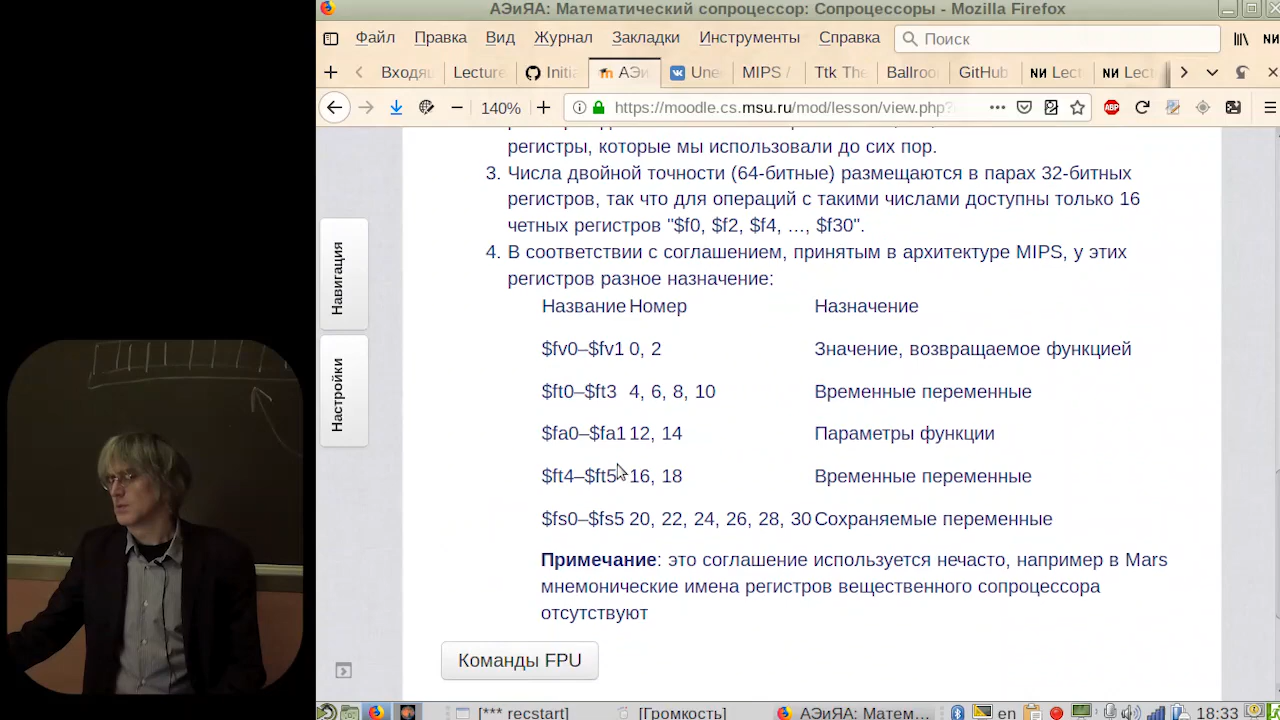 АЭиЯА: Математический сопроцессор: Сопроцессоры - Mozilla Firefox
Файл Правка Вид Журнал Закладки Инструменты Справка Поиск
Входящ Lecture Initia АЭи Une MIPS / Ttk The Ballroo GitHub Lect Lec
140% https://moodle.cs.msu.ru/mod/lesson/view.php? ABP
регистры, которые мы использовали до сих пор.
3. Числа двойной точности (64-битные) размещаются в парах 32-битных
регистров, так что для операций с такими числами доступны только 16
четных регистров "$f0, $f2, $f4, ..., $f30".
4. В соответствии с соглашением, принятым в архитектуре MIPS, у этих
регистров разное назначение:
Название Номер Назначение
$fv0–$fv1 0, 2 Значение, возвращаемое функцией
$ft0–$ft3 4, 6, 8, 10 Временные переменные
$fa0–$fa1 12, 14 Параметры функции
$ft4–$ft5 16, 18 Временные переменные
$fs0–$fs5 20, 22, 24, 26, 28, 30 Сохраняемые переменные
Примечание: это соглашение используется нечасто, например в Mars
мнемонические имена регистров вещественного сопроцессора
отсутствуют
Команды FPU
Навигация
Настройки
[*** recstart] [Громкость] АЭиЯА: Матем... en 18:33